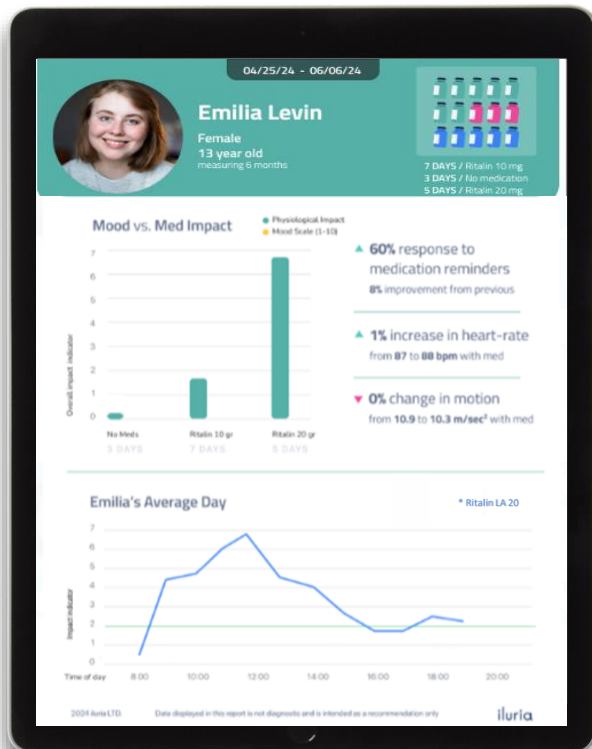 04/25/24 - 06/06/24
Emilia Levin
Female
13 year old
measuring 6 months
7 DAYS / Ritalin 10 mg
3 DAYS / No medication
5 DAYS / Ritalin 20 mg
Mood vs. Med Impact
Physiological Impact
Mood Scale (1-10)
Overall impact indicator
7
6
5
4
3
2
1
0
No Meds
Ritalin 10 gr
Ritalin 20 gr
3 DAYS
7 DAYS
5 DAYS
60% response to
medication reminders
8% improvement from previous
1% increase in heart-rate
from 87 to 88 bpm with med
0% change in motion
from 10.9 to 10.3 m/sec² with med
Emilia's Average Day
* Ritalin LA 20
Impact indicator
7
6
5
4
3
2
1
0
Time of day
8:00
10:00
12:00
14:00
16:00
18:00
20:00
2024 iluria LTD.
Data displayed in this report is not diagnostic and is intended as a recommendation only
iluria